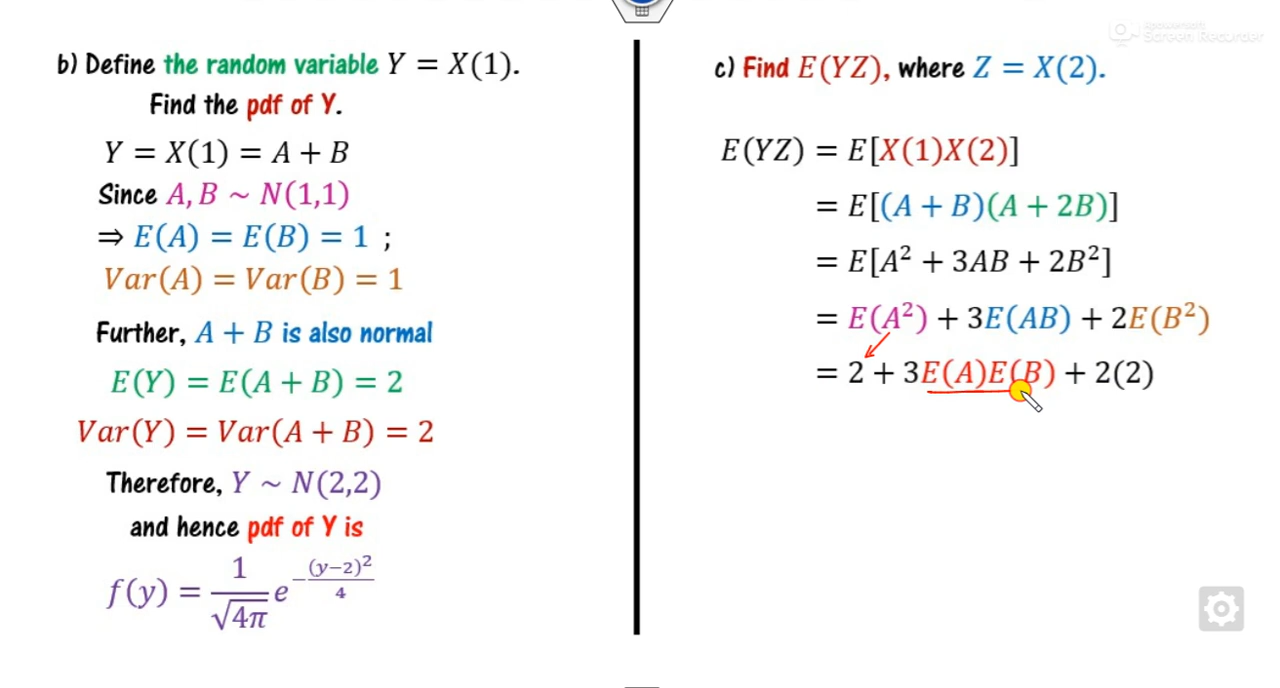 b) Define the random variable Y = X(1).
Find the pdf of Y.
Y = X(1) = A + B
Since A, B ~ N(1,1)
⇒ E(A) = E(B) = 1 ;
Var(A) = Var(B) = 1
Further, A + B is also normal
E(Y) = E(A + B) = 2
Var(Y) = Var(A + B) = 2
Therefore, Y ~ N(2,2)
and hence pdf of Y is
f(y) = 1/√4π e^−(y−2)²/4
c) Find E(YZ), where Z = X(2).
E(YZ) = E[X(1)X(2)]
= E[(A + B)(A + 2B)]
= E[A² + 3AB + 2B²]
= E(A²) + 3E(AB) + 2E(B²)
= 2 + 3E(A)E(B) + 2(2)
Apowersoft
Screen Recorder